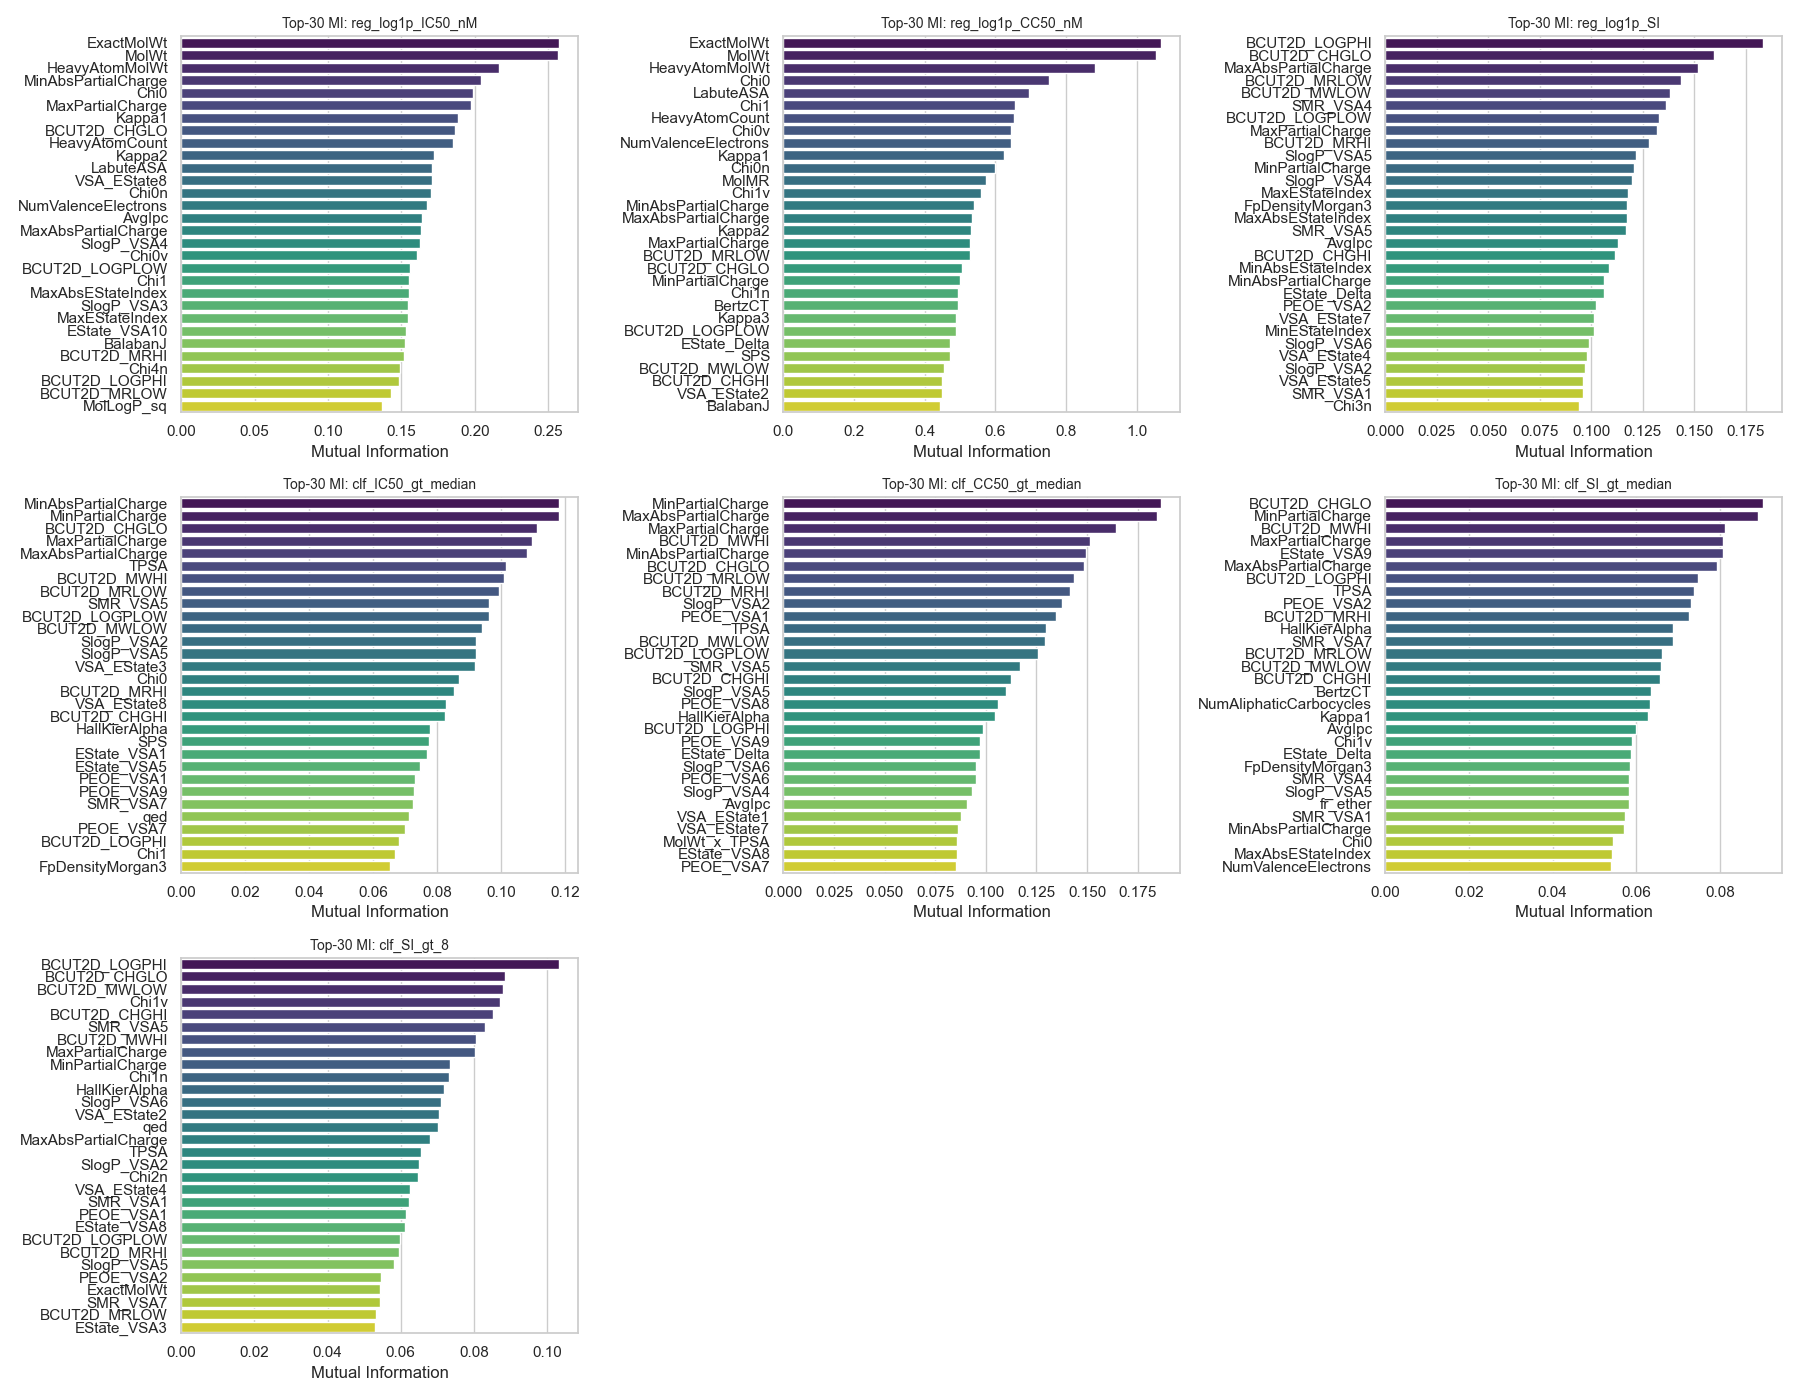 Top-30 MI: reg_log1p_IC50_nM
ExactMolWt
MolWt
HeavyAtomMolWt
MinAbsPartialCharge
Chi0
MaxPartialCharge
Kappa1
BCUT2D_CHGLO
HeavyAtomCount
Kappa2
LabuteASA
VSA_EState8
Chi0n
NumValenceElectrons
AvgIpc
MaxAbsPartialCharge
SlogP_VSA4
Chi0v
BCUT2D_LOGPLOW
Chi1
MaxAbsEStateIndex
SlogP_VSA3
MaxEStateIndex
EState_VSA10
BalabanJ
BCUT2D_MRHI
Chi4n
BCUT2D_LOGPHI
BCUT2D_MRLOW
MolLogP_sq
0.00 0.05 0.10 0.15 0.20 0.25
Mutual Information
Top-30 MI: reg_log1p_CC50_nM
ExactMolWt
MolWt
HeavyAtomMolWt
Chi0
LabuteASA
Chi1
HeavyAtomCount
Chi0v
NumValenceElectrons
Kappa1
Chi0n
MolMR
Chi1v
MinAbsPartialCharge
MaxAbsPartialCharge
Kappa2
MaxPartialCharge
BCUT2D_MRLOW
BCUT2D_CHGLO
MinPartialCharge
Chi1n
BertzCT
Kappa3
BCUT2D_LOGPLOW
EState_Delta
SPS
BCUT2D_MWLOW
BCUT2D_CHGHI
VSA_EState2
BalabanJ
0.0 0.2 0.4 0.6 0.8 1.0
Mutual Information
Top-30 MI: reg_log1p_SI
BCUT2D_LOGPHI
BCUT2D_CHGLO
MaxAbsPartialCharge
BCUT2D_MRLOW
BCUT2D_MWLOW
SMR_VSA4
BCUT2D_LOGPLOW
MaxPartialCharge
BCUT2D_MRHI
SlogP_VSA5
MinPartialCharge
SlogP_VSA4
MaxEStateIndex
FpDensityMorgan3
MaxAbsEStateIndex
SMR_VSA5
AvgIpc
BCUT2D_CHGHI
MinAbsEStateIndex
MinAbsPartialCharge
EState_Delta
PEOE_VSA2
VSA_EState7
MinEStateIndex
SlogP_VSA6
VSA_EState4
SlogP_VSA2
VSA_EState5
SMR_VSA1
Chi3n
0.000 0.025 0.050 0.075 0.100 0.125 0.150 0.175
Mutual Information
Top-30 MI: clf_IC50_gt_median
MinAbsPartialCharge
MinPartialCharge
BCUT2D_CHGLO
MaxPartialCharge
MaxAbsPartialCharge
TPSA
BCUT2D_MWHI
BCUT2D_MRLOW
SMR_VSA5
BCUT2D_LOGPLOW
BCUT2D_MWLOW
SlogP_VSA2
SlogP_VSA5
VSA_EState3
Chi0
BCUT2D_MRHI
VSA_EState8
BCUT2D_CHGHI
HallKierAlpha
SPS
EState_VSA1
EState_VSA5
PEOE_VSA1
PEOE_VSA9
SMR_VSA7
qed
PEOE_VSA7
BCUT2D_LOGPHI
Chi1
FpDensityMorgan3
0.00 0.02 0.04 0.06 0.08 0.10 0.12
Mutual Information
Top-30 MI: clf_CC50_gt_median
MinPartialCharge
MaxAbsPartialCharge
MaxPartialCharge
BCUT2D_MWHI
MinAbsPartialCharge
BCUT2D_CHGLO
BCUT2D_MRLOW
BCUT2D_MRHI
SlogP_VSA2
PEOE_VSA1
TPSA
BCUT2D_MWLOW
BCUT2D_LOGPLOW
SMR_VSA5
BCUT2D_CHGHI
SlogP_VSA5
PEOE_VSA8
HallKierAlpha
BCUT2D_LOGPHI
PEOE_VSA9
EState_Delta
SlogP_VSA6
PEOE_VSA6
SlogP_VSA4
AvgIpc
VSA_EState1
VSA_EState7
MolWt_x_TPSA
EState_VSA8
PEOE_VSA7
0.000 0.025 0.050 0.075 0.100 0.125 0.150 0.175
Mutual Information
Top-30 MI: clf_SI_gt_median
BCUT2D_CHGLO
MinPartialCharge
BCUT2D_MWHI
MaxPartialCharge
EState_VSA9
MaxAbsPartialCharge
BCUT2D_LOGPHI
TPSA
PEOE_VSA2
BCUT2D_MRHI
HallKierAlpha
SMR_VSA7
BCUT2D_MRLOW
BCUT2D_MWLOW
BCUT2D_CHGHI
BertzCT
NumAliphaticCarbocycles
Kappa1
AvgIpc
Chi1v
EState_Delta
FpDensityMorgan3
SMR_VSA4
SlogP_VSA5
fr_ether
SMR_VSA1
MinAbsPartialCharge
Chi0
MaxAbsEStateIndex
NumValenceElectrons
0.00 0.02 0.04 0.06 0.08
Mutual Information
Top-30 MI: clf_SI_gt_8
BCUT2D_LOGPHI
BCUT2D_CHGLO
BCUT2D_MWLOW
Chi1v
BCUT2D_CHGHI
SMR_VSA5
BCUT2D_MWHI
MaxPartialCharge
MinPartialCharge
Chi1n
HallKierAlpha
SlogP_VSA6
VSA_EState2
qed
MaxAbsPartialCharge
TPSA
SlogP_VSA2
Chi2n
VSA_EState4
SMR_VSA1
PEOE_VSA1
EState_VSA8
BCUT2D_LOGPLOW
BCUT2D_MRHI
SlogP_VSA5
PEOE_VSA2
ExactMolWt
SMR_VSA7
BCUT2D_MRLOW
EState_VSA3
0.00 0.02 0.04 0.06 0.08 0.10
Mutual Information